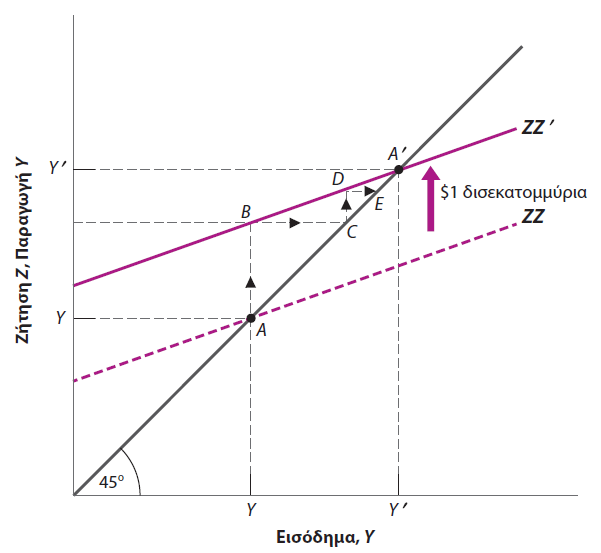 ZZ ′
A′
Y ′
D
$1 δισεκατομμύρια
E
B
ZZ
C
Ζήτηση Z, Παραγωγή Y
Y
A
45°
Y
Y ′
Εισόδημα, Y